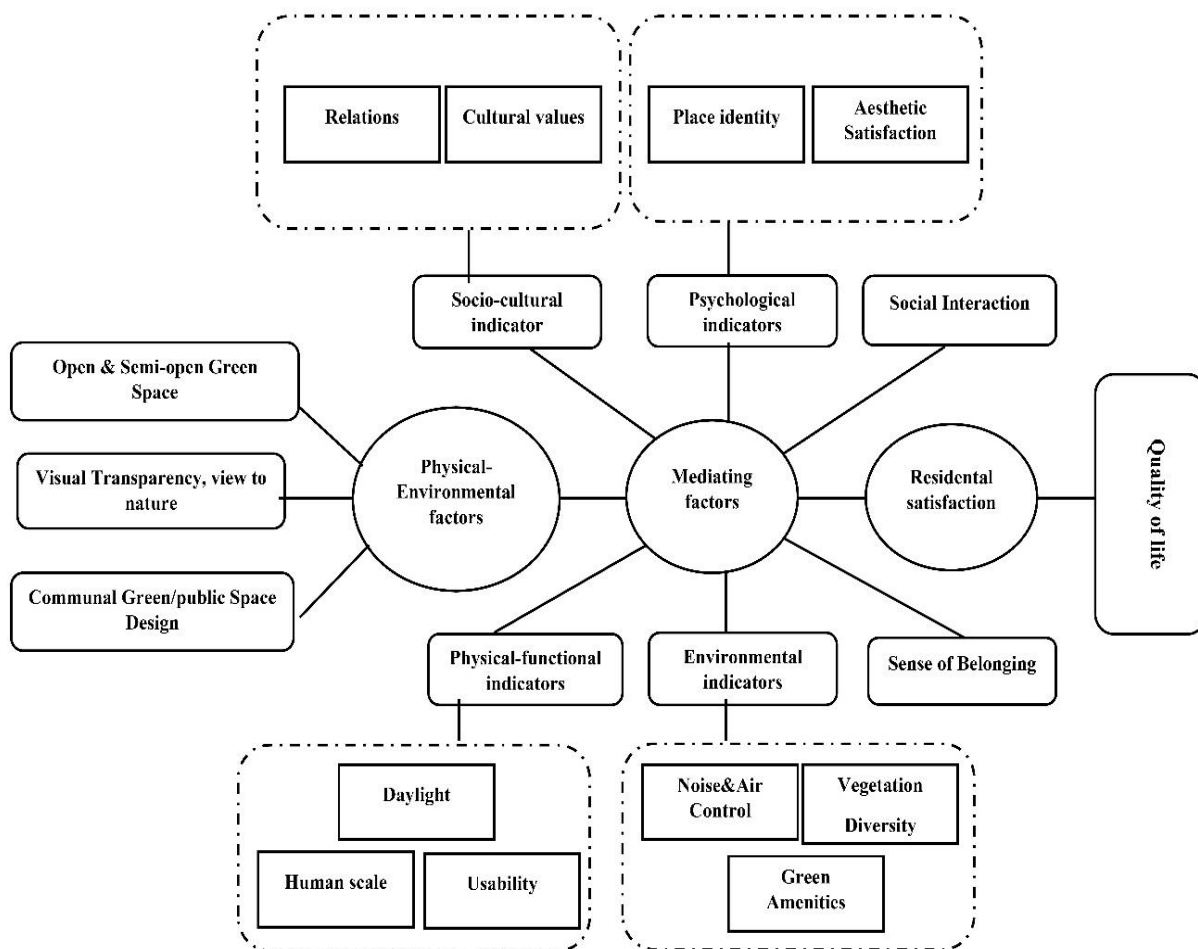 Relations
Cultural values
Place identity
Aesthetic
Satisfaction
Socio-cultural
indicator
Psychological
indicators
Social Interaction
Open & Semi-open Green
Space
Visual Transparency, view to
nature
Communal Green/public Space
Design
Physical-
Environmental
factors
Mediating
factors
Residental
satisfaction
Quality of life
Physical-functional
indicators
Environmental
indicators
Sense of Belonging
Daylight
Human scale
Usability
Noise&Air
Control
Vegetation
Diversity
Green
Amenitics